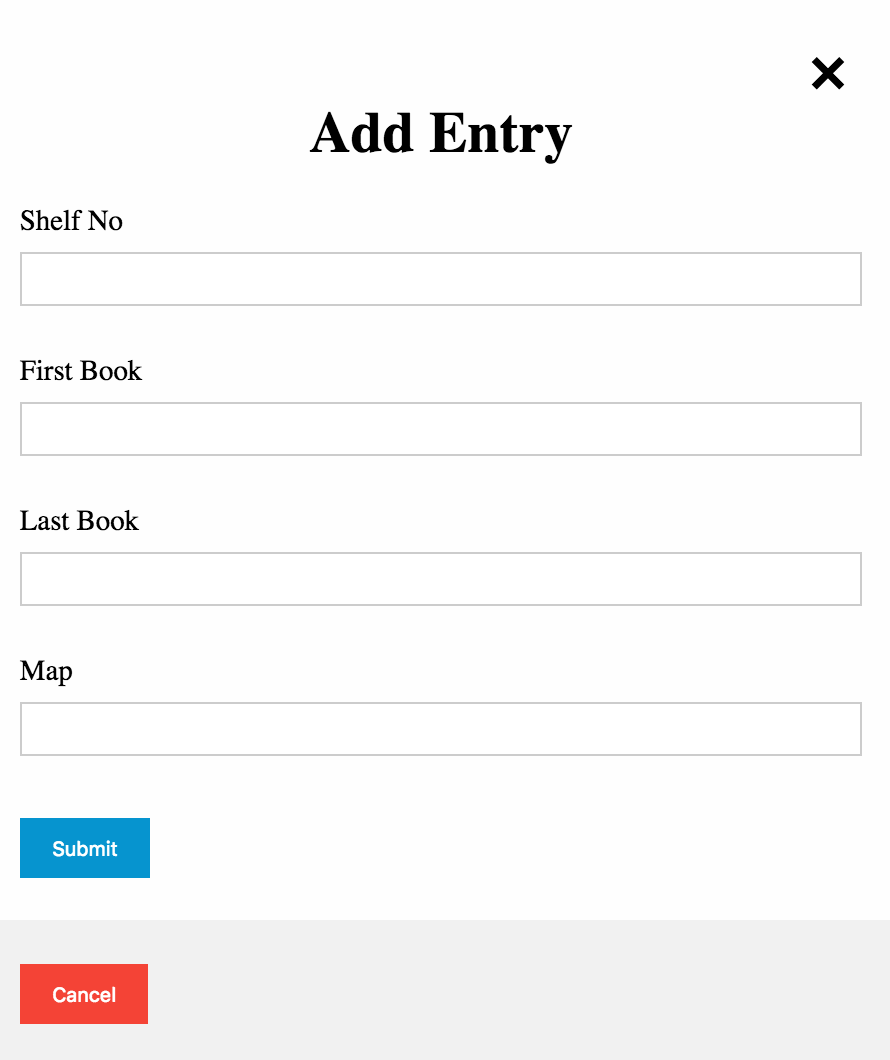 Add Entry
Shelf No
First Book
Last Book
Map
Submit
Cancel